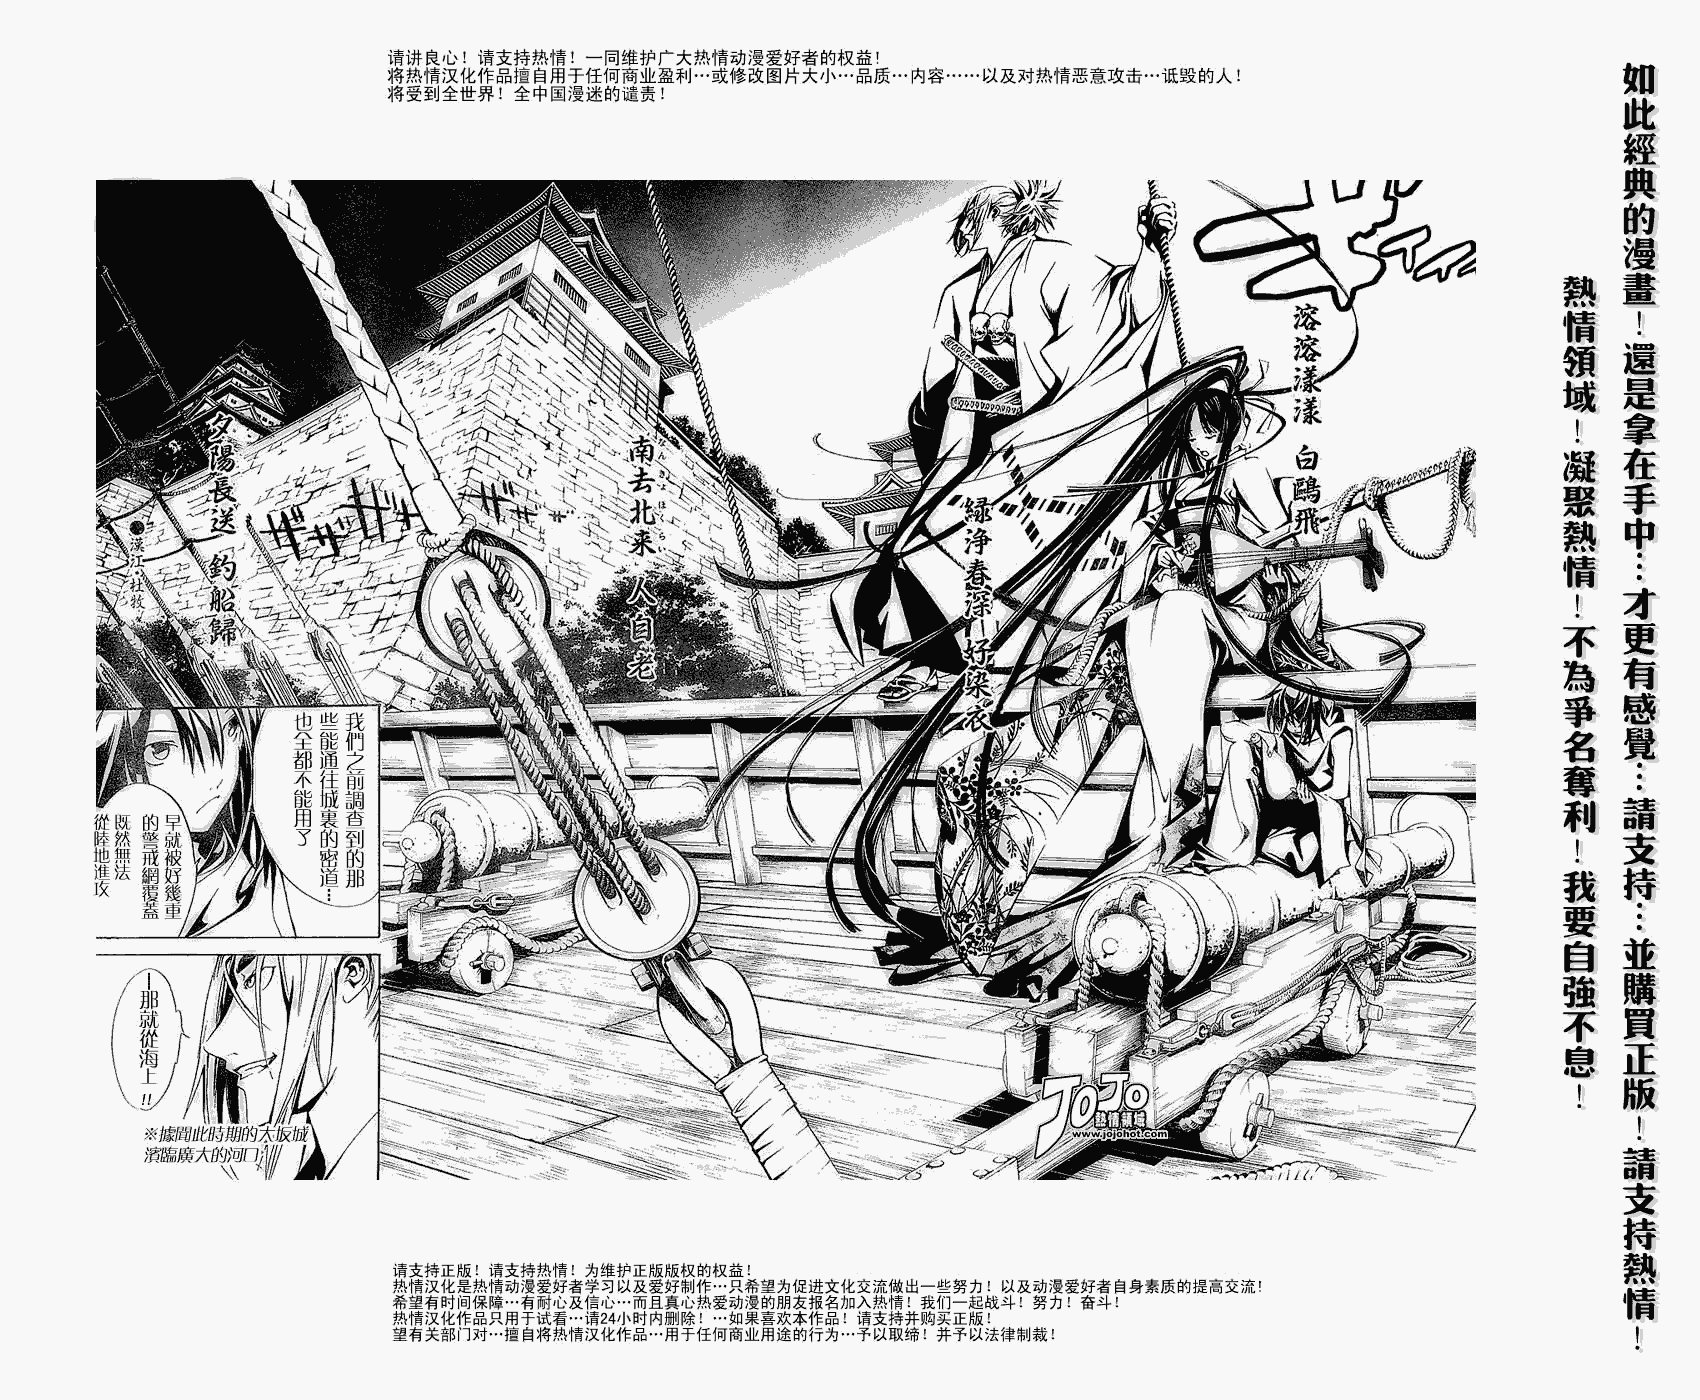 请讲良心！请支持热情！一同维护广大热情动漫爱好者的权益！
将热情汉化作品擅自用于任何商业盈利…或修改图片大小…品质…内容……以及对热情恶意攻击…诋毁的人！
将受到全世界！全中国漫迷的谴责！
如此經典的漫畫！還是拿在手中…才更有感覺…請支持…並購買正版！請支持熱情！
熱情領域！凝聚熱情！不為爭名奪利！我要自強不息！
溶溶漾漾 白鷗飛
緑浄春深 好染衣
南去北来 人自老
なんきょほくらい
夕陽長送 釣船歸
●漢江·杜牧
ギギギギ
我們之前調查到的那
些能通往城裏的密道…
也全都不能用了
早就被好幾重
的警戒網覆蓋
既然無法
從陸地進攻
－那就從海上!!
※據聞此時期的大坂城
濱臨廣大的河口
JOJO
熱情領域
www.jojohot.com
请支持正版！请支持热情！为维护正版版权的权益！
热情汉化是热情动漫爱好者学习以及爱好制作…只希望为促进文化交流做出一些努力！以及动漫爱好者自身素质的提高交流！
希望有时间保障…有耐心及信心…而且真心热爱动漫的朋友报名加入热情！我们一起战斗！努力！奋斗！
热情汉化作品只用于试看…请24小时内删除！…如果喜欢本作品！请支持并购买正版！
望有关部门对…擅自将热情汉化作品…用于任何商业用途的行为…予以取缔！并予以法律制裁！